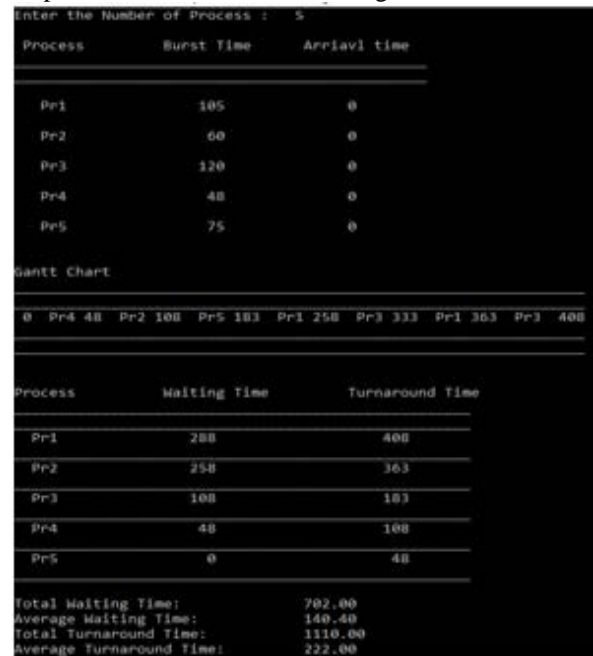 Enter the Number of Process : 5
Process Burst Time Arriavl time
Pr1 105 0
Pr2 60 0
Pr3 120 0
Pr4 48 0
Pr5 75 0
Gantt Chart
0 Pr4 48 Pr2 108 Pr5 183 Pr1 258 Pr3 333 Pr1 363 Pr3 408
Process Waiting Time Turnaround Time
Pr1 288 408
Pr2 258 363
Pr3 108 183
Pr4 48 108
Pr5 0 48
Total Waiting Time: 702.00
Average Waiting Time: 140.40
Total Turnaround Time: 1110.00
Average Turnaround Time: 222.00